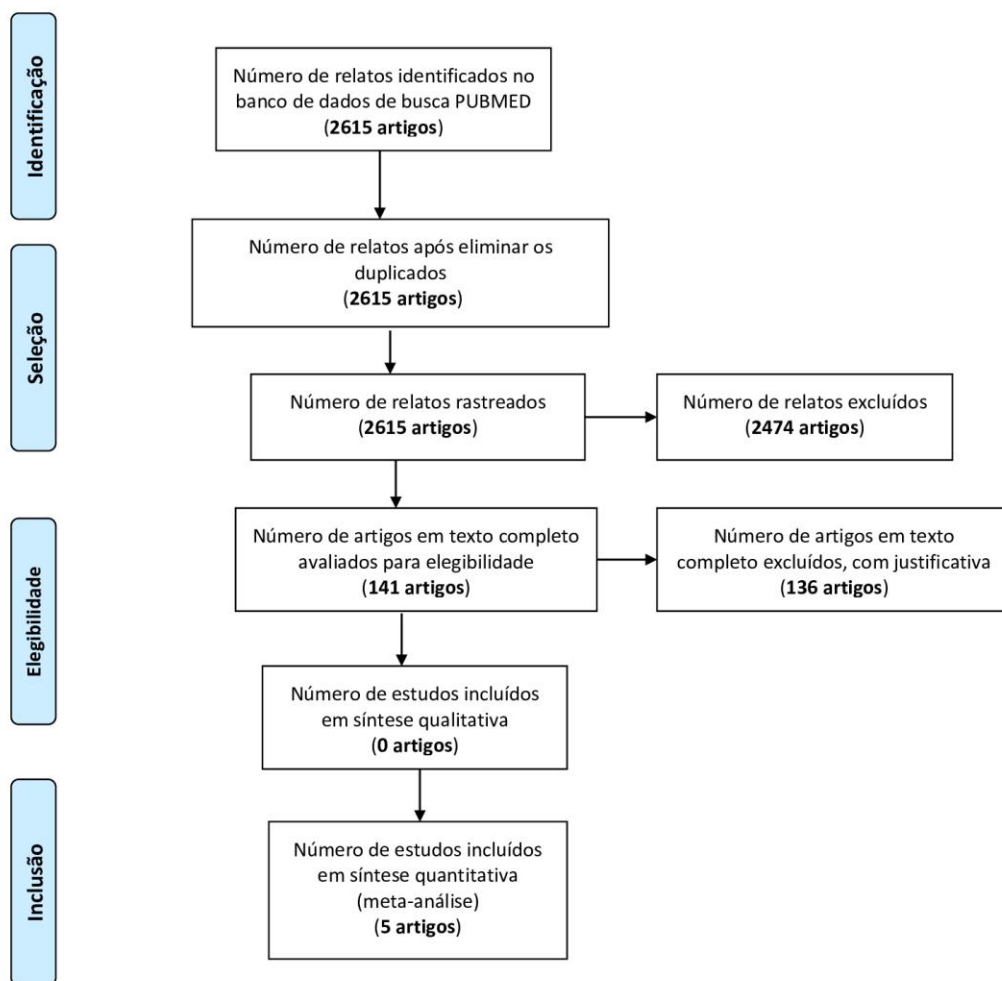 Identificação
Número de relatos identificados no
banco de dados de busca PUBMED
(2615 artigos)
Seleção
Número de relatos após eliminar os
duplicados
(2615 artigos)
Número de relatos rastreados
(2615 artigos)
Número de relatos excluídos
(2474 artigos)
Elegibilidade
Número de artigos em texto completo
avaliados para elegibilidade
(141 artigos)
Número de artigos em texto
completo excluídos, com justificativa
(136 artigos)
Número de estudos incluídos
em síntese qualitativa
(0 artigos)
Inclusão
Número de estudos incluídos
em síntese quantitativa
(meta-análise)
(5 artigos)